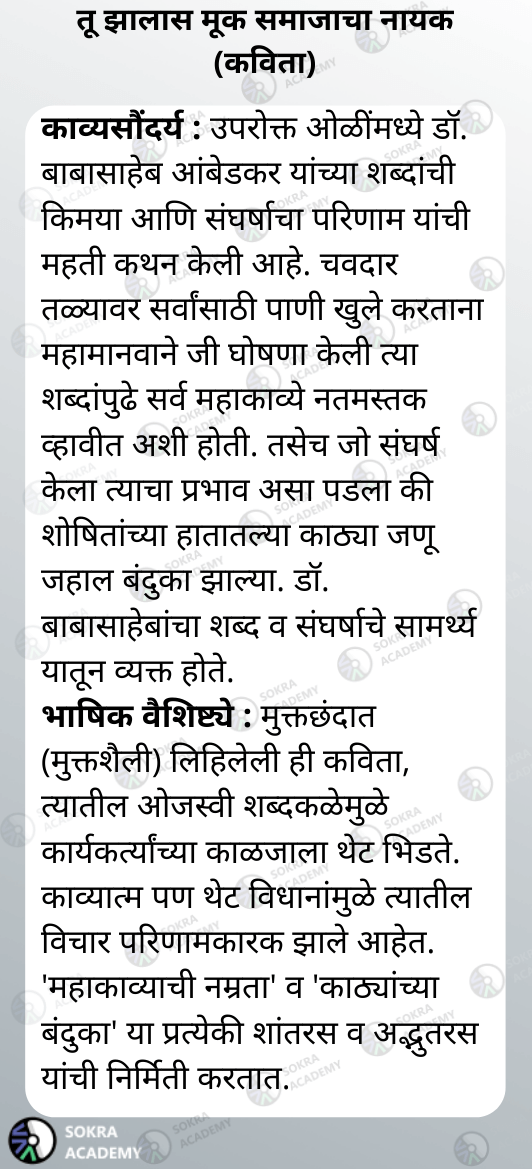 तू झालास मूक समाजाचा नायक
(कविता)
काव्यसौंदर्य : उपरोक्त ओळींमध्ये डॉ.
बाबासाहेब आंबेडकर यांच्या शब्दांची
किमया आणि संघर्षाचा परिणाम यांची
महती कथन केली आहे. चवदार
तळ्यावर सर्वांसाठी पाणी खुले करताना
महामानवाने जी घोषणा केली त्या
शब्दांपुढे सर्व महाकाव्ये नतमस्तक
व्हावीत अशी होती. तसेच जो संघर्ष
केला त्याचा प्रभाव असा पडला की
शोषितांच्या हातातल्या काठ्या जणू
जहाल बंदुका झाल्या. डॉ.
बाबासाहेबांचा शब्द व संघर्षाचे सामर्थ्य
यातून व्यक्त होते.
भाषिक वैशिष्ट्ये : मुक्तछंदात
(मुक्तशैली) लिहिलेली ही कविता,
त्यातील ओजस्वी शब्दकळेमुळे
कार्यकर्त्यांच्या काळजाला थेट भिडते.
काव्यात्म पण थेट विधानांमुळे त्यातील
विचार परिणामकारक झाले आहेत.
'महाकाव्याची नम्रता' व 'काठ्यांच्या
बंदुका' या प्रत्येकी शांतरस व अद्भुतरस
यांची निर्मिती करतात.
SOKRA
ACADEMY